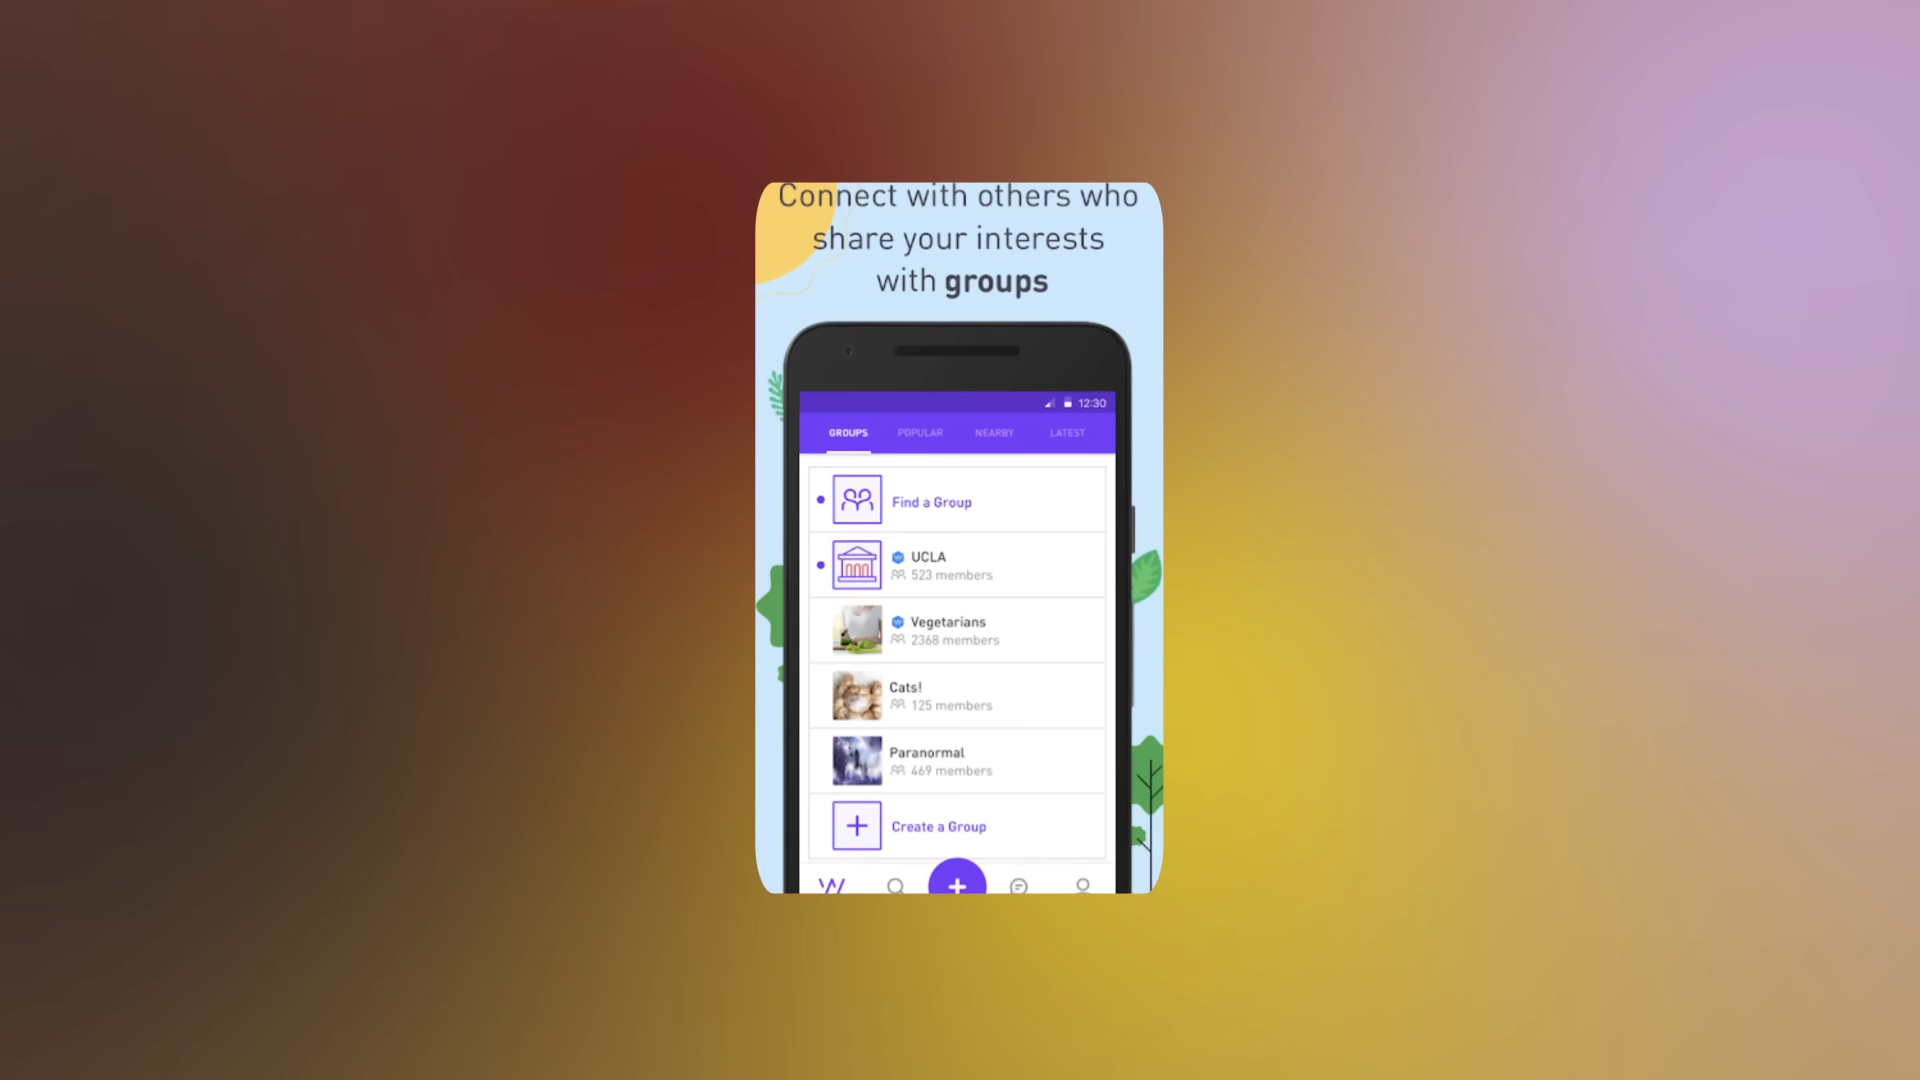 Connect with others who
share your interests
with groups
12:30
GROUPS POPULAR NEARBY LATEST
Find a Group
UCLA
523 members
Vegetarians
2368 members
Cats!
125 members
Paranormal
469 members
Create a Group